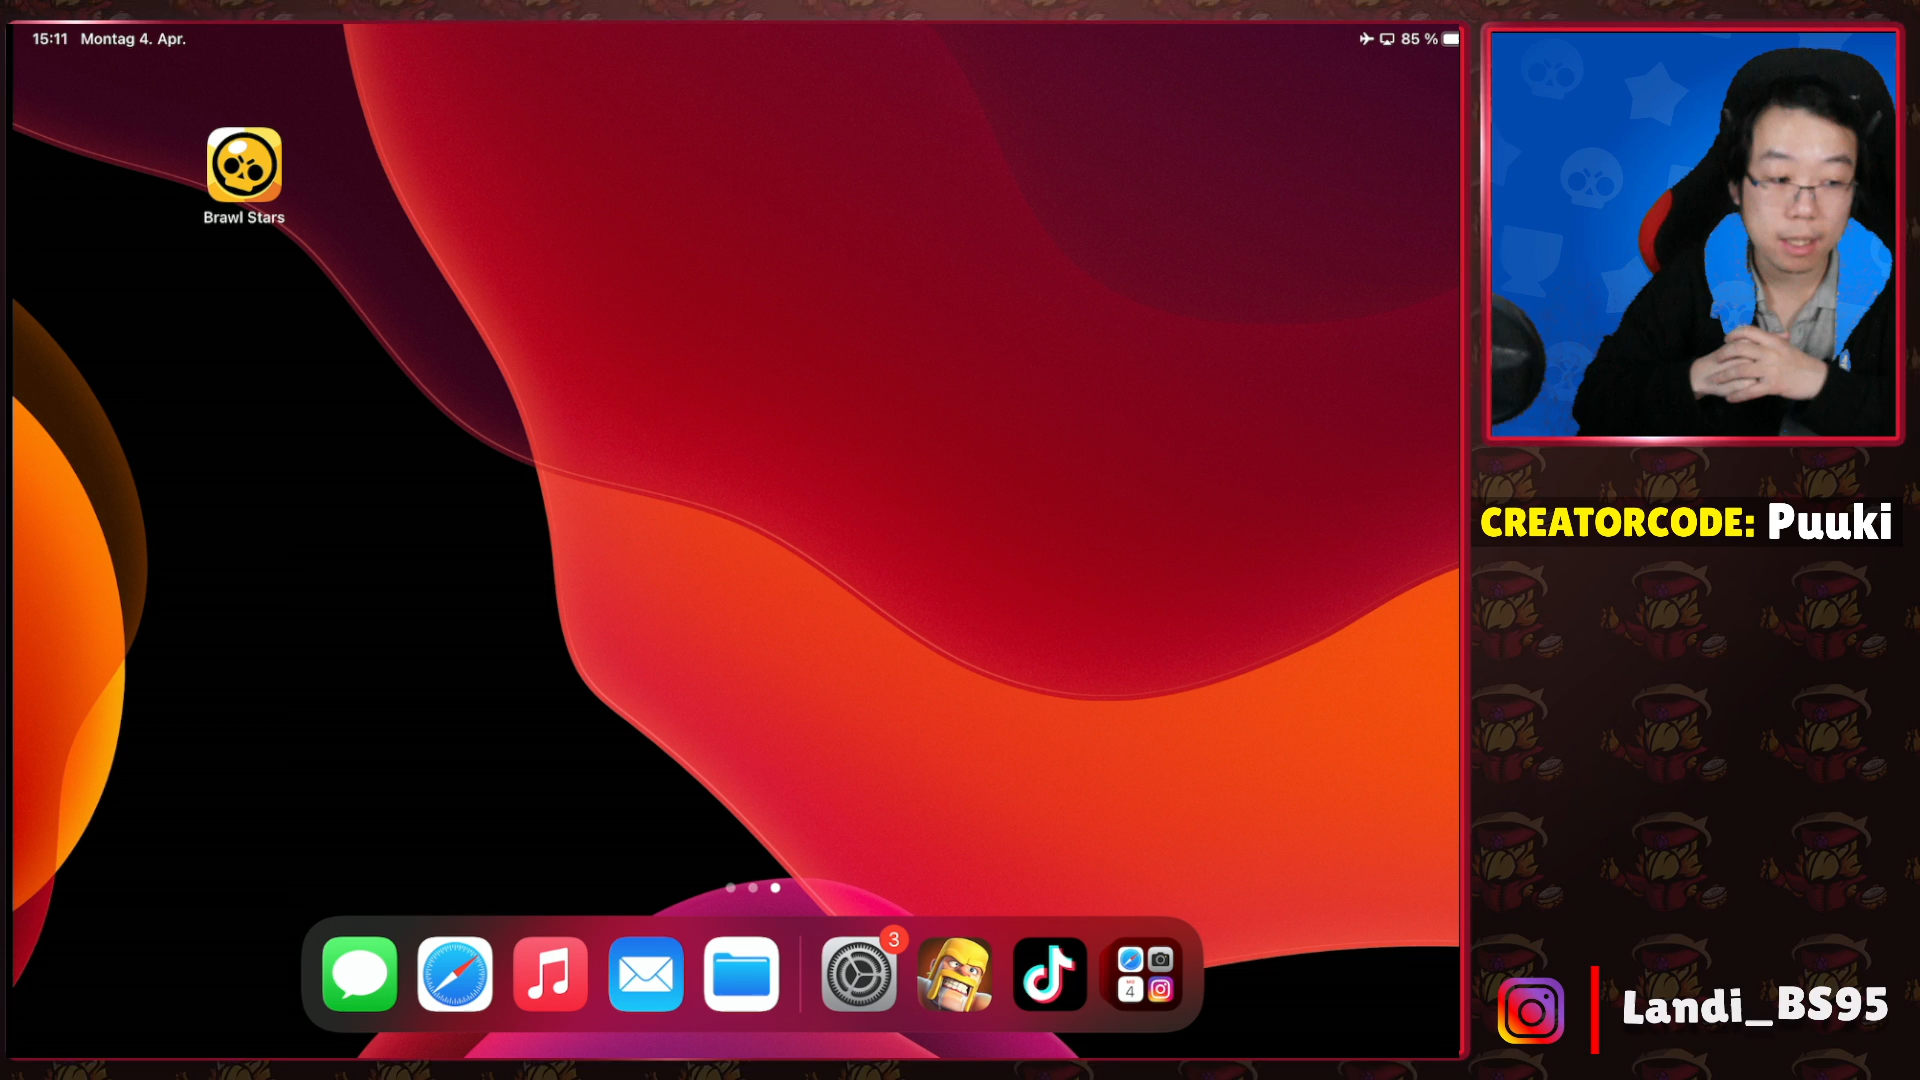 15:11 Montag 4. Apr.
85 %
Brawl Stars
CREATORCODE: Puuki
3
4
Landi_BS95